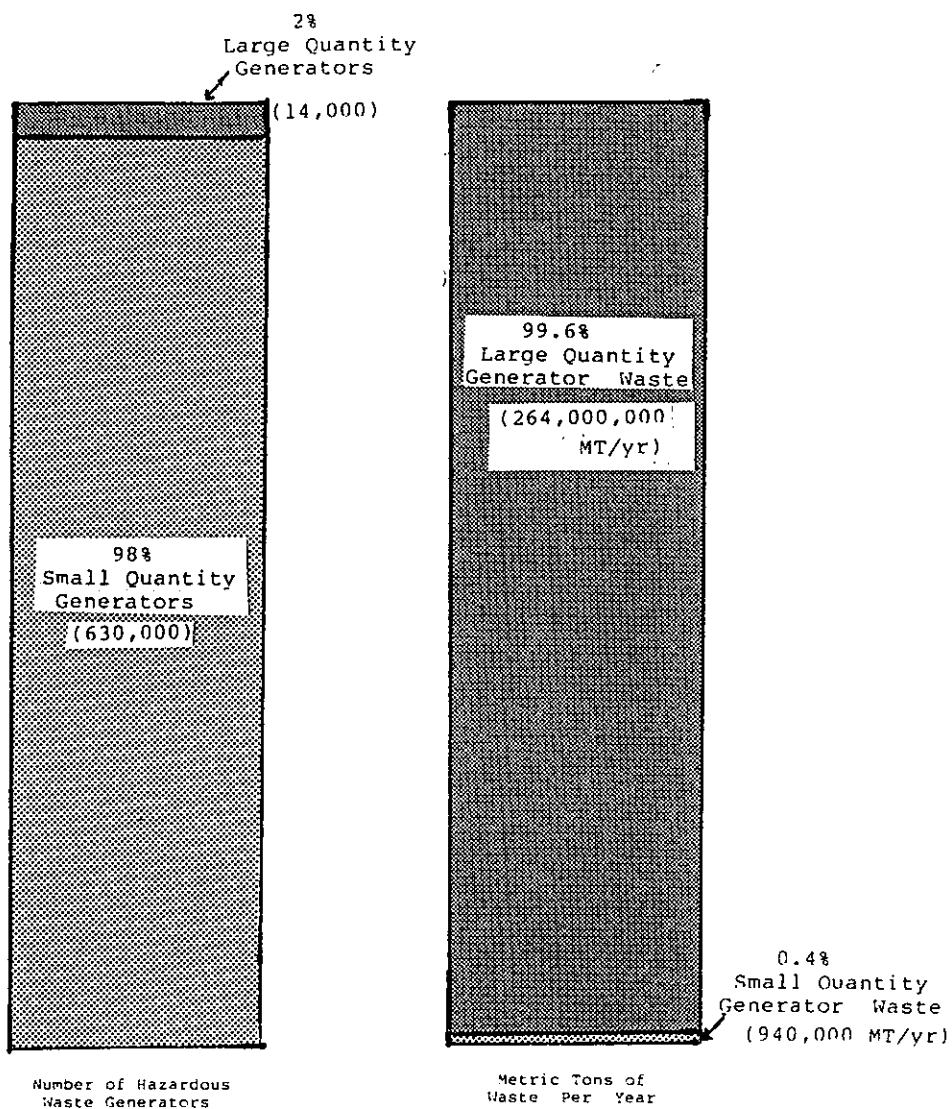 2%
Large Quantity
Generators
(14,000)
98%
Small Quantity
Generators
(630,000)
Number of Hazardous
Waste Generators
99.6%
Large Quantity
Generator Waste
(264,000,000
MT/yr)
0.4%
Small Quantity
Generator Waste
(940,000 MT/yr)
Metric Tons of
Waste Per Year